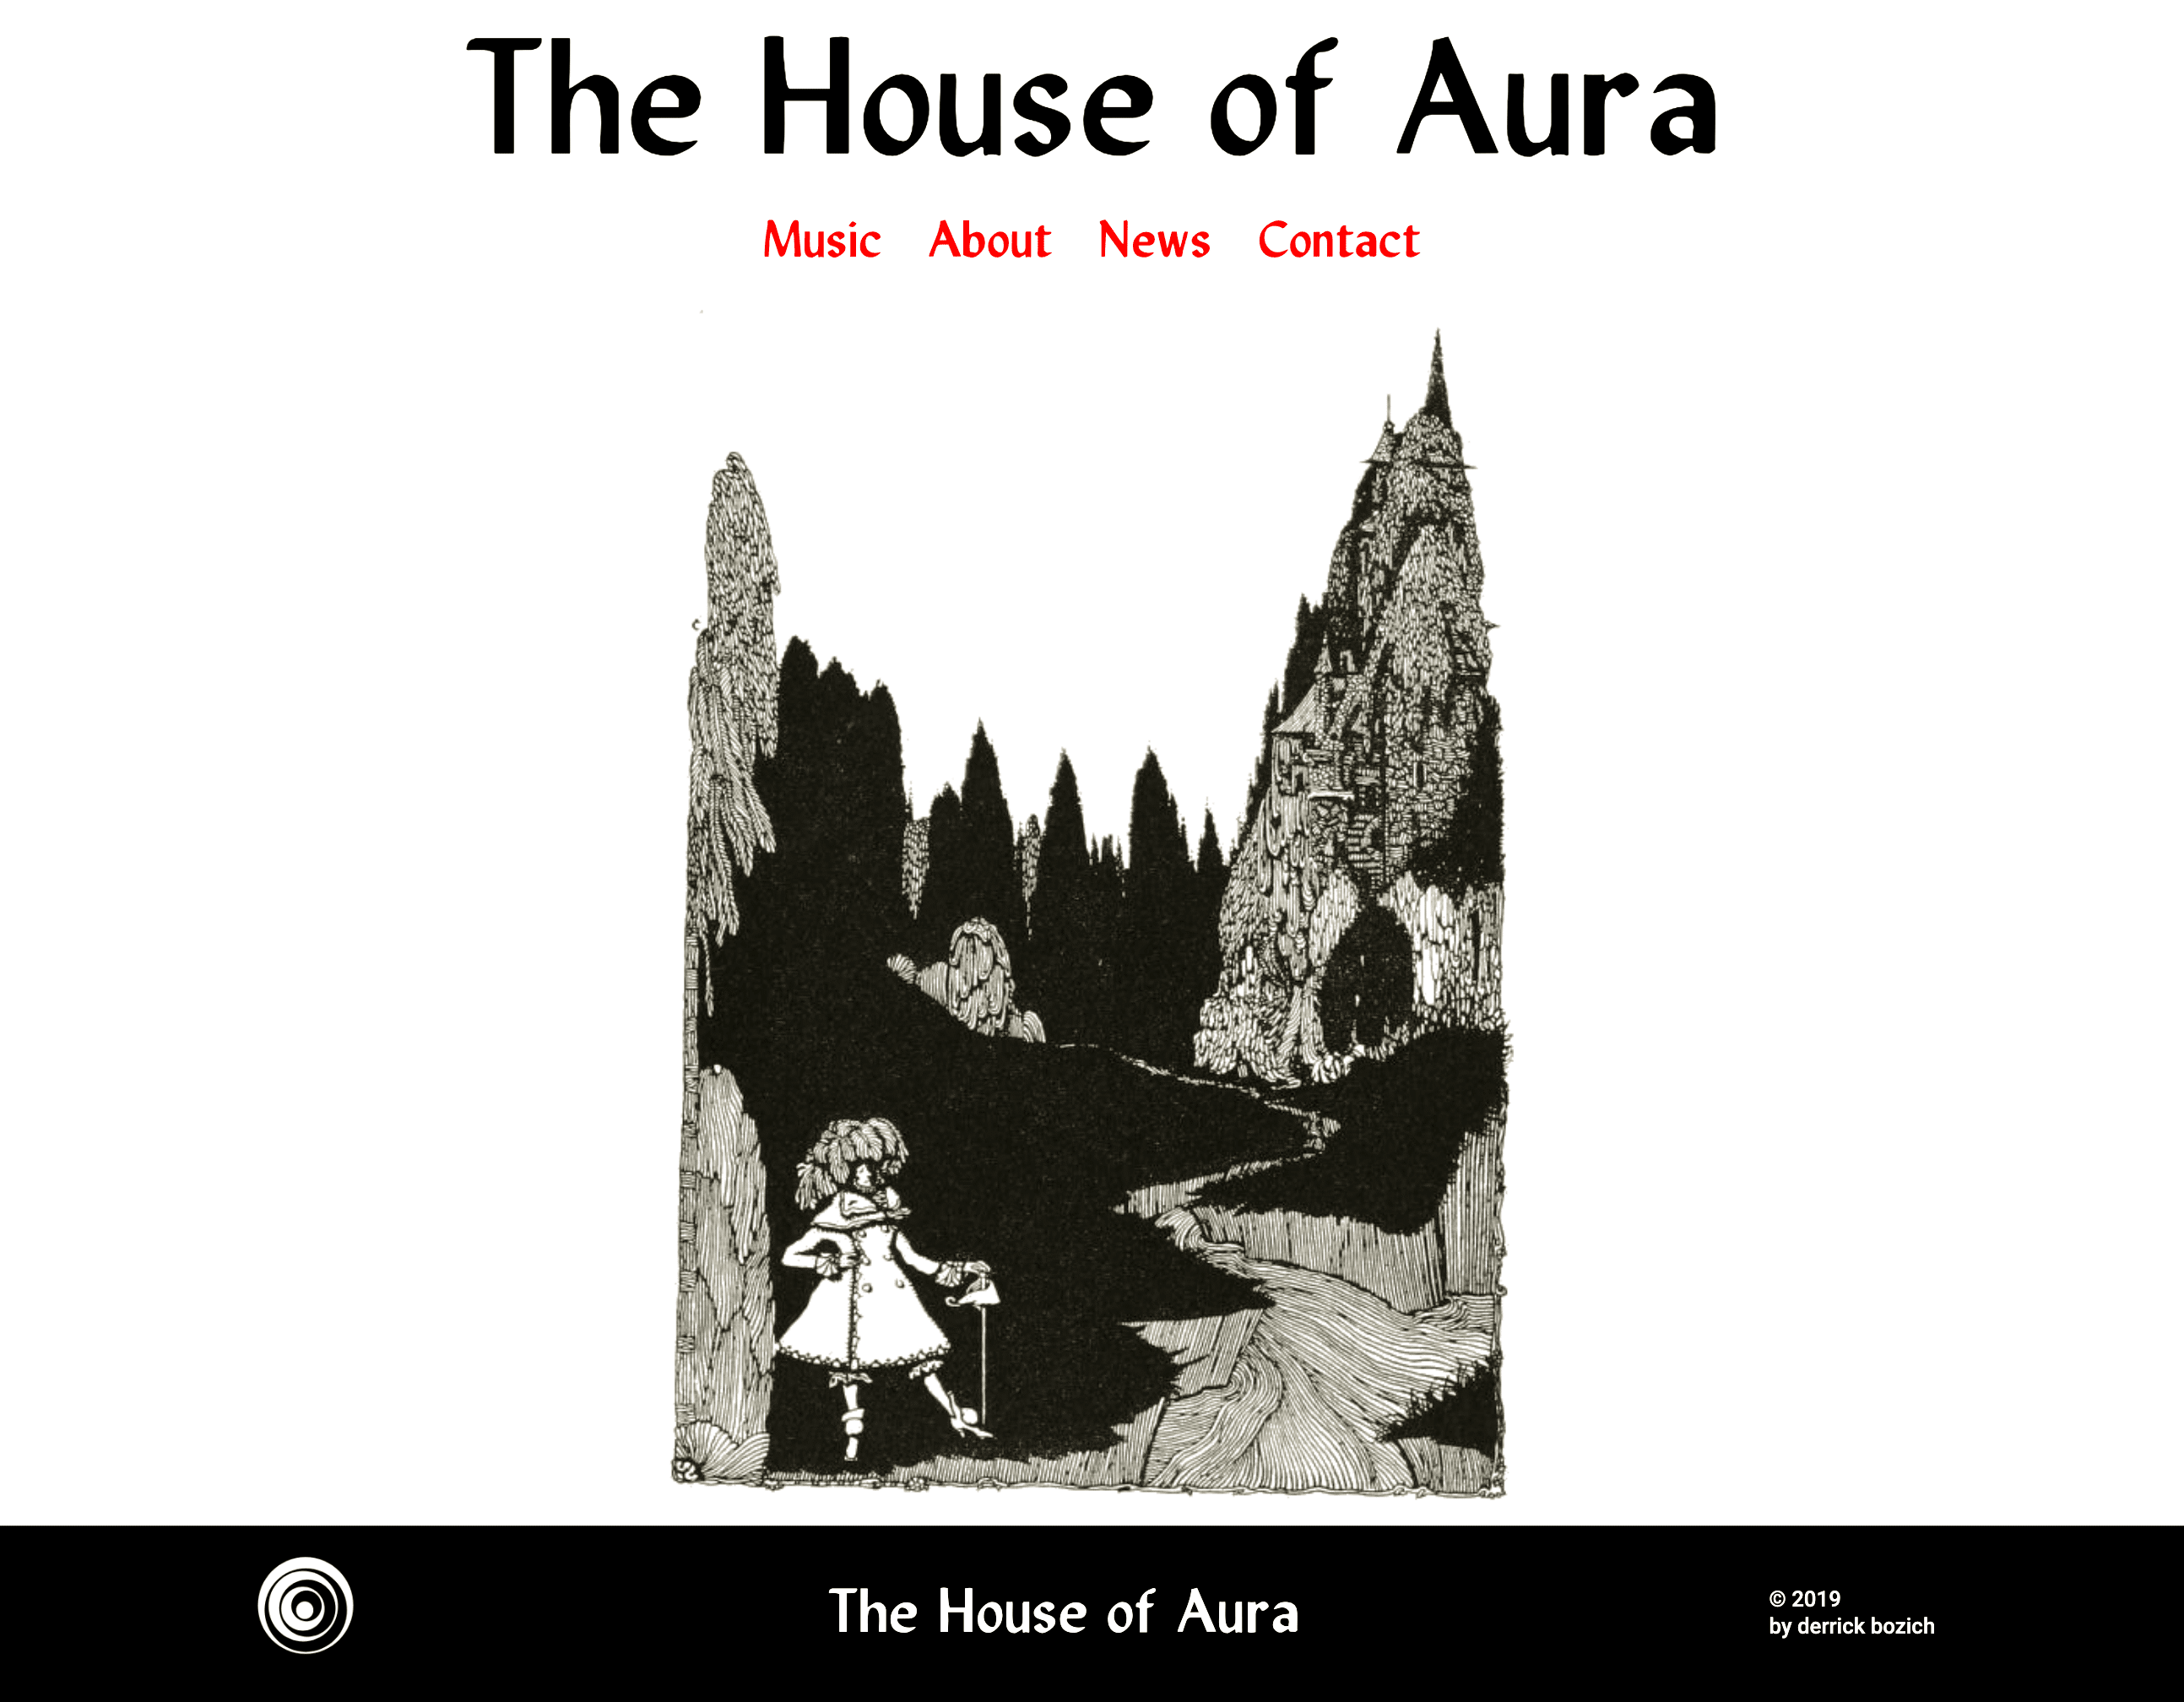 The House of Aura
Music About News Contact
The House of Aura
© 2019
by derrick bozich